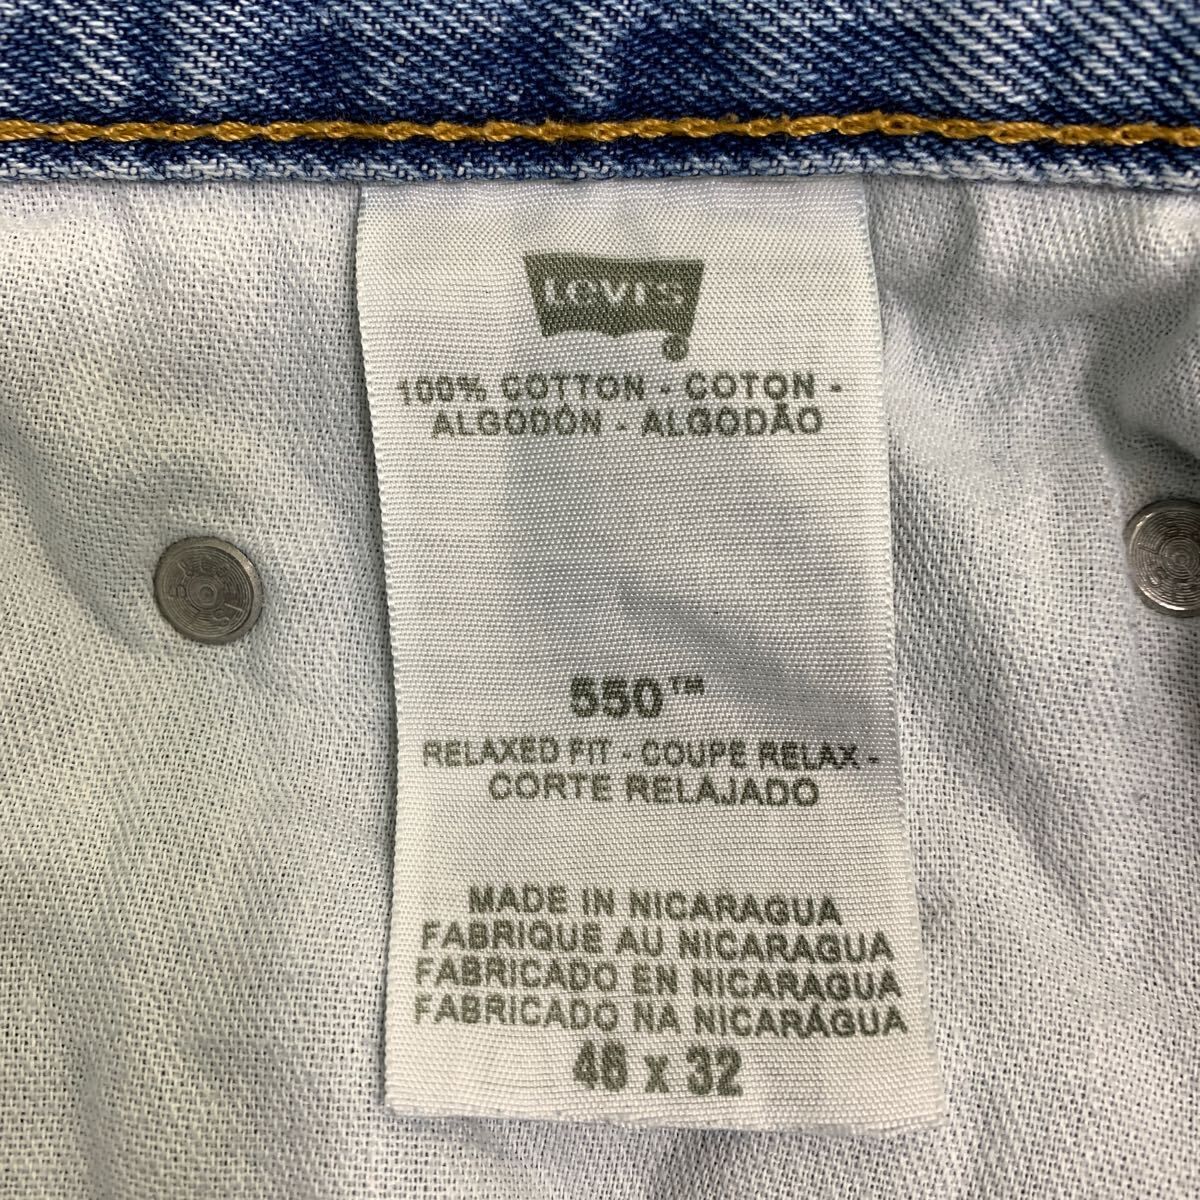 Levi's
®
100% COTTON - COTON -
ALGODÓN - ALGODÃO
550™
RELAXED FIT - COUPE RELAX -
CORTE RELAJADO
MADE IN NICARAGUA
FABRIQUE AU NICARAGUA
FABRICADO EN NICARAGUA
FABRICADO NA NICARÁGUA
48 x 32